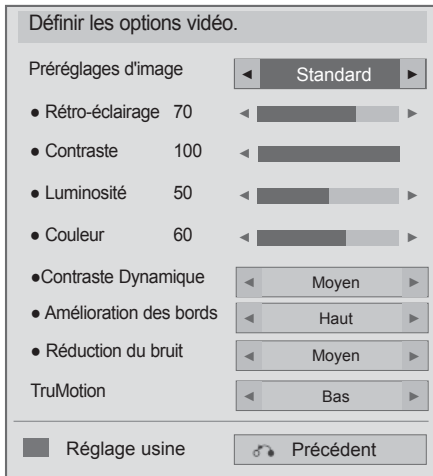 Définir les options vidéo.
Préréglages d'image ◄ Standard ►
● Rétro-éclairage 70 ◄ ►
● Contraste 100 ◄
● Luminosité 50 ◄ ►
● Couleur 60 ◄ ►
●Contraste Dynamique ◄ Moyen ►
● Amélioration des bords ◄ Haut ►
● Réduction du bruit ◄ Moyen ►
TruMotion ◄ Bas ►
Réglage usine Précédent